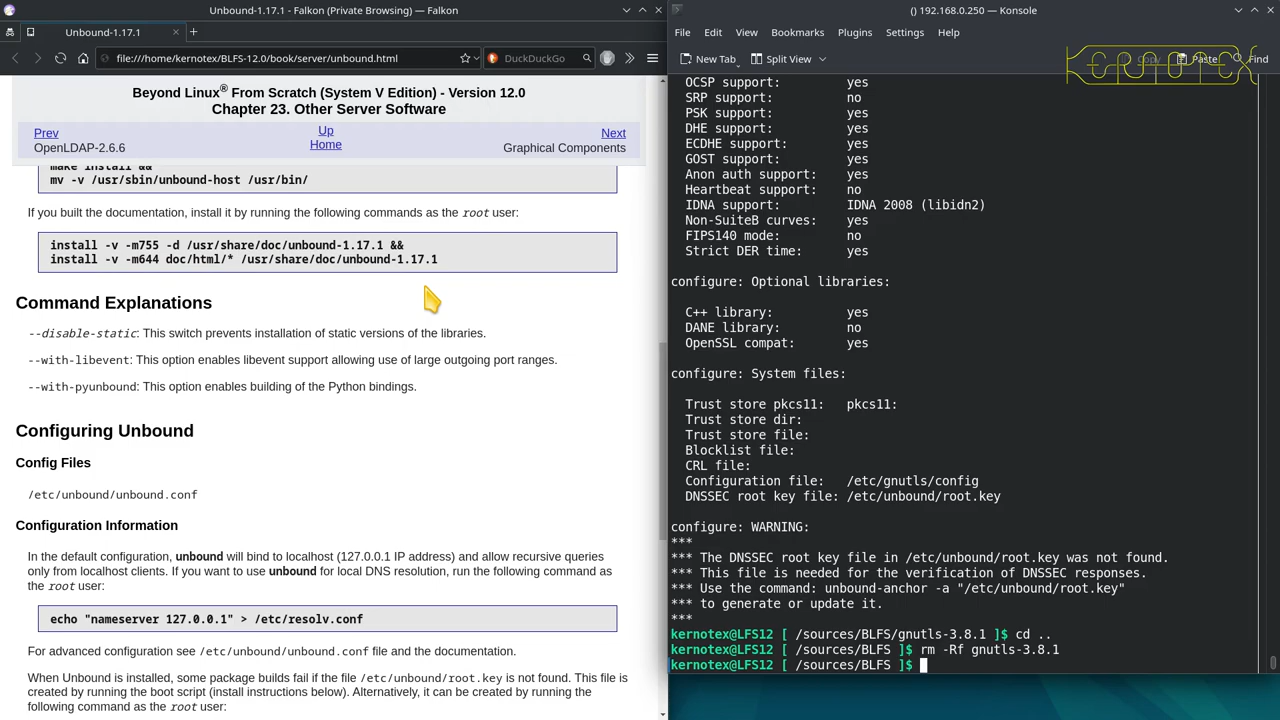 Unbound-1.17.1 - Falkon (Private Browsing) — Falkon
Unbound-1.17.1
file:///home/kernotex/BLFS-12.0/book/server/unbound.html
DuckDuckGo
Beyond Linux® From Scratch (System V Edition) - Version 12.0
Chapter 23. Other Server Software
Prev
Up
Next
OpenLDAP-2.6.6
Home
Graphical Components
make install &&
mv -v /usr/sbin/unbound-host /usr/bin/
If you built the documentation, install it by running the following commands as the root user:
install -v -m755 -d /usr/share/doc/unbound-1.17.1 &&
install -v -m644 doc/html/* /usr/share/doc/unbound-1.17.1
Command Explanations
--disable-static: This switch prevents installation of static versions of the libraries.
--with-libevent: This option enables libevent support allowing use of large outgoing port ranges.
--with-pyunbound: This option enables building of the Python bindings.
Configuring Unbound
Config Files
/etc/unbound/unbound.conf
Configuration Information
In the default configuration, unbound will bind to localhost (127.0.0.1 IP address) and allow recursive queries
only from localhost clients. If you want to use unbound for local DNS resolution, run the following command as
the root user:
echo "nameserver 127.0.0.1" > /etc/resolv.conf
For advanced configuration see /etc/unbound/unbound.conf file and the documentation.
When Unbound is installed, some package builds fail if the file /etc/unbound/root.key is not found. This file is
created by running the boot script (install instructions below). Alternatively, it can be created by running the
following command as the root user:
() 192.168.0.250 — Konsole
File Edit View Bookmarks Plugins Settings Help
New Tab Split View Copy Paste Find
KERNOTEX
OCSP support: yes
SRP support: no
PSK support: yes
DHE support: yes
ECDHE support: yes
GOST support: yes
Anon auth support: yes
Heartbeat support: no
IDNA support: IDNA 2008 (libidn2)
Non-SuiteB curves: yes
FIPS140 mode: no
Strict DER time: yes
configure: Optional libraries:
C++ library: yes
DANE library: no
OpenSSL compat: yes
configure: System files:
Trust store pkcs11: pkcs11:
Trust store dir:
Trust store file:
Blocklist file:
CRL file:
Configuration file: /etc/gnutls/config
DNSSEC root key file: /etc/unbound/root.key
configure: WARNING:
***
*** The DNSSEC root key file in /etc/unbound/root.key was not found.
*** This file is needed for the verification of DNSSEC responses.
*** Use the command: unbound-anchor -a "/etc/unbound/root.key"
*** to generate or update it.
***
kernotex@LFS12 [ /sources/BLFS/gnutls-3.8.1 ]$ cd ..
kernotex@LFS12 [ /sources/BLFS ]$ rm -Rf gnutls-3.8.1
kernotex@LFS12 [ /sources/BLFS ]$